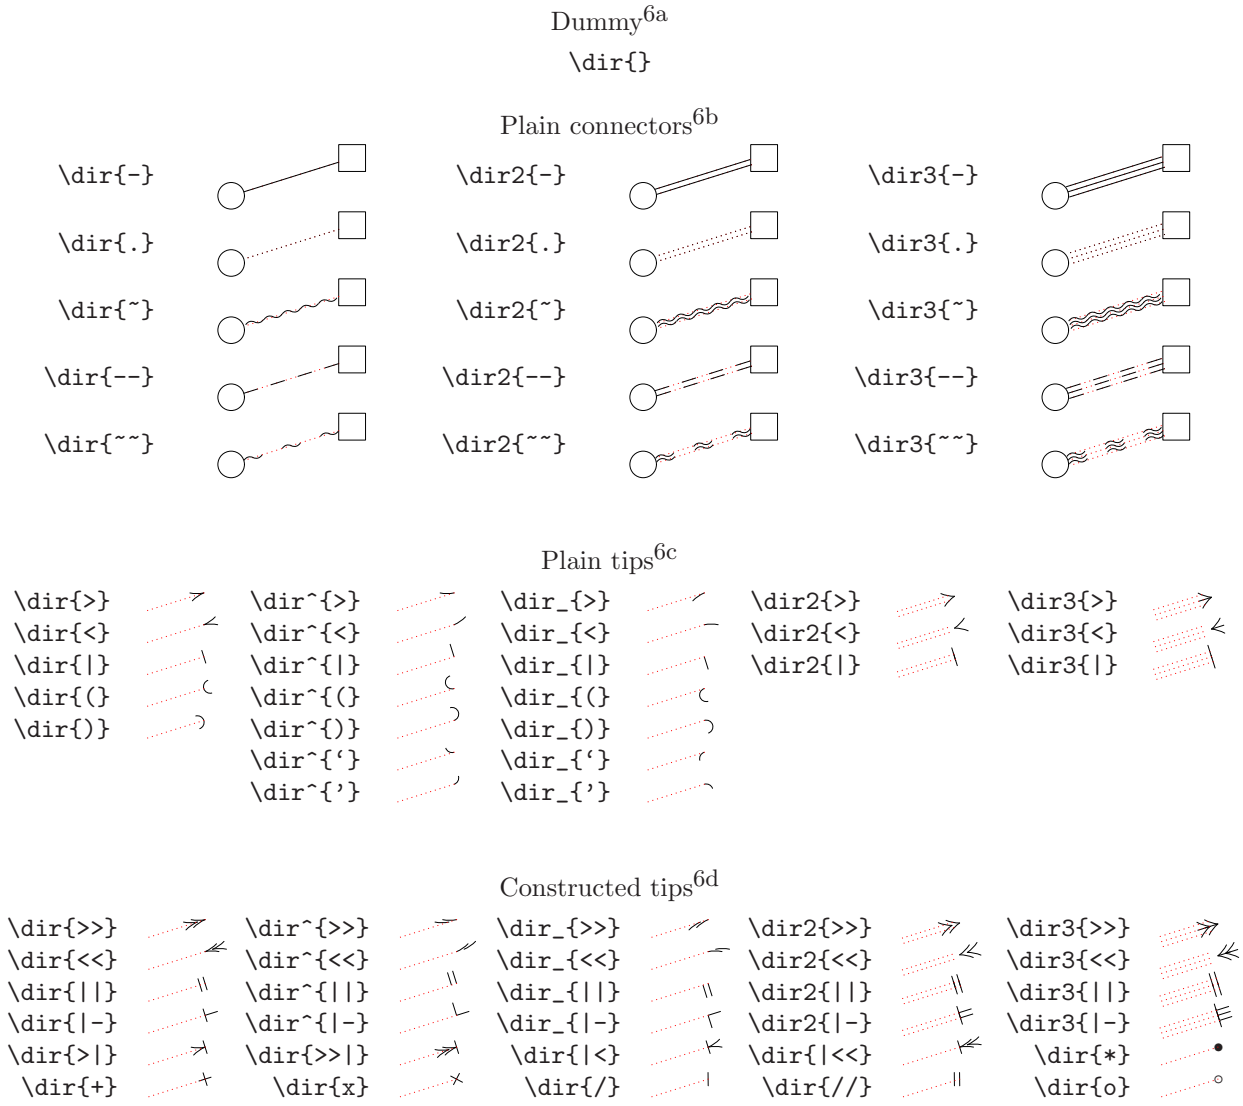 Dummy6a
\dir{}
Plain connectors6b
\dir{-} \dir2{-} \dir3{-}
\dir{.} \dir2{.} \dir3{.}
\dir{~} \dir2{~} \dir3{~}
\dir{--} \dir2{--} \dir3{--}
\dir{~~} \dir2{~~} \dir3{~~}
Plain tips6c
\dir{>} \dir^{>} \dir_{>} \dir2{>} \dir3{>}
\dir{<} \dir^{<} \dir_{<} \dir2{<} \dir3{<}
\dir{|} \dir^{|} \dir_{|} \dir2{|} \dir3{|}
\dir{(} \dir^{(} \dir_{(}
\dir{)} \dir^{)} \dir_{)}
\dir^{‘} \dir_{‘}
\dir^{’} \dir_{’}
Constructed tips6d
\dir{>>} \dir^{>>} \dir_{>>} \dir2{>>} \dir3{>>}
\dir{<<} \dir^{<<} \dir_{<<} \dir2{<<} \dir3{<<}
\dir{||} \dir^{||} \dir_{||} \dir2{||} \dir3{||}
\dir{|-} \dir^{|-} \dir_{|-} \dir2{|-} \dir3{|-}
\dir{>|} \dir{>>|} \dir{|<} \dir{|<<} \dir{*}
\dir{+} \dir{x} \dir{/} \dir{//} \dir{o}